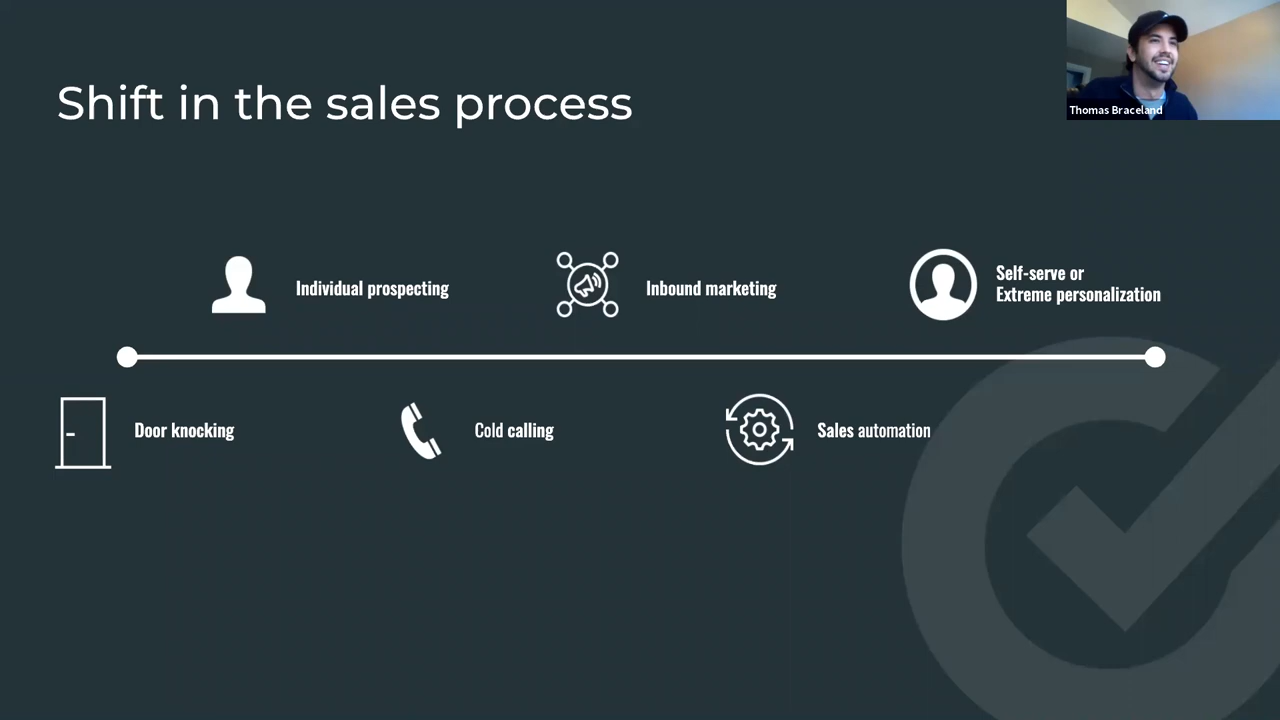 Shift in the sales process
Thomas Braceland
Individual prospecting
Inbound marketing
Self-serve or
Extreme personalization
Door knocking
Cold calling
Sales automation